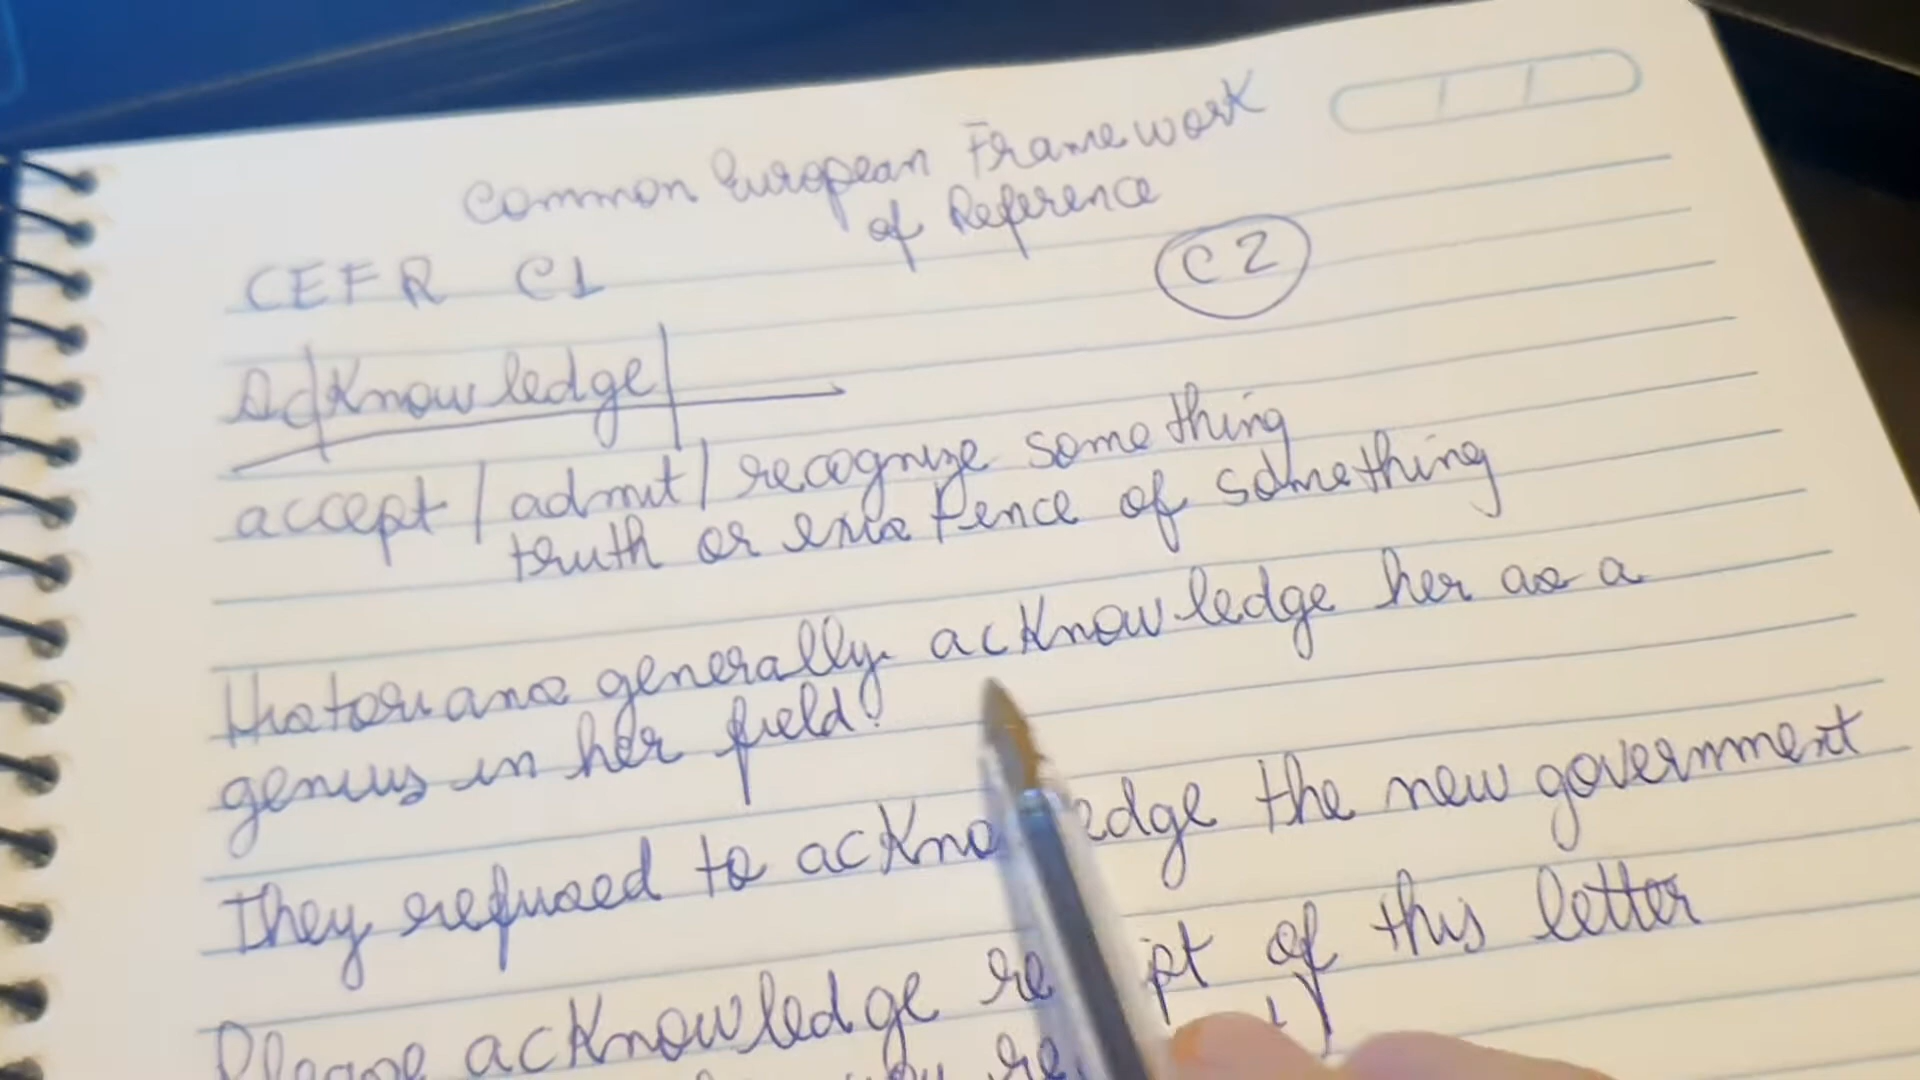 Common European Framework
of Reference
CEFR C1
C2
Acknowledge
accept / admit / recognize something
truth or existence of something
Historians generally acknowledge her as a
genius in her field.
They refused to acknowledge the new government
Please acknowledge receipt of this letter